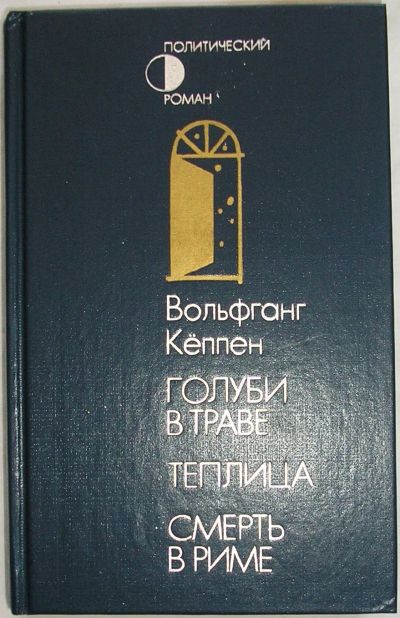 ПОЛИТИЧЕСКИЙ
РОМАН
Вольфганг
Кёппен
ГОЛУБИ
В ТРАВЕ
ТЕПЛИЦА
СМЕРТЬ
В РИМЕ